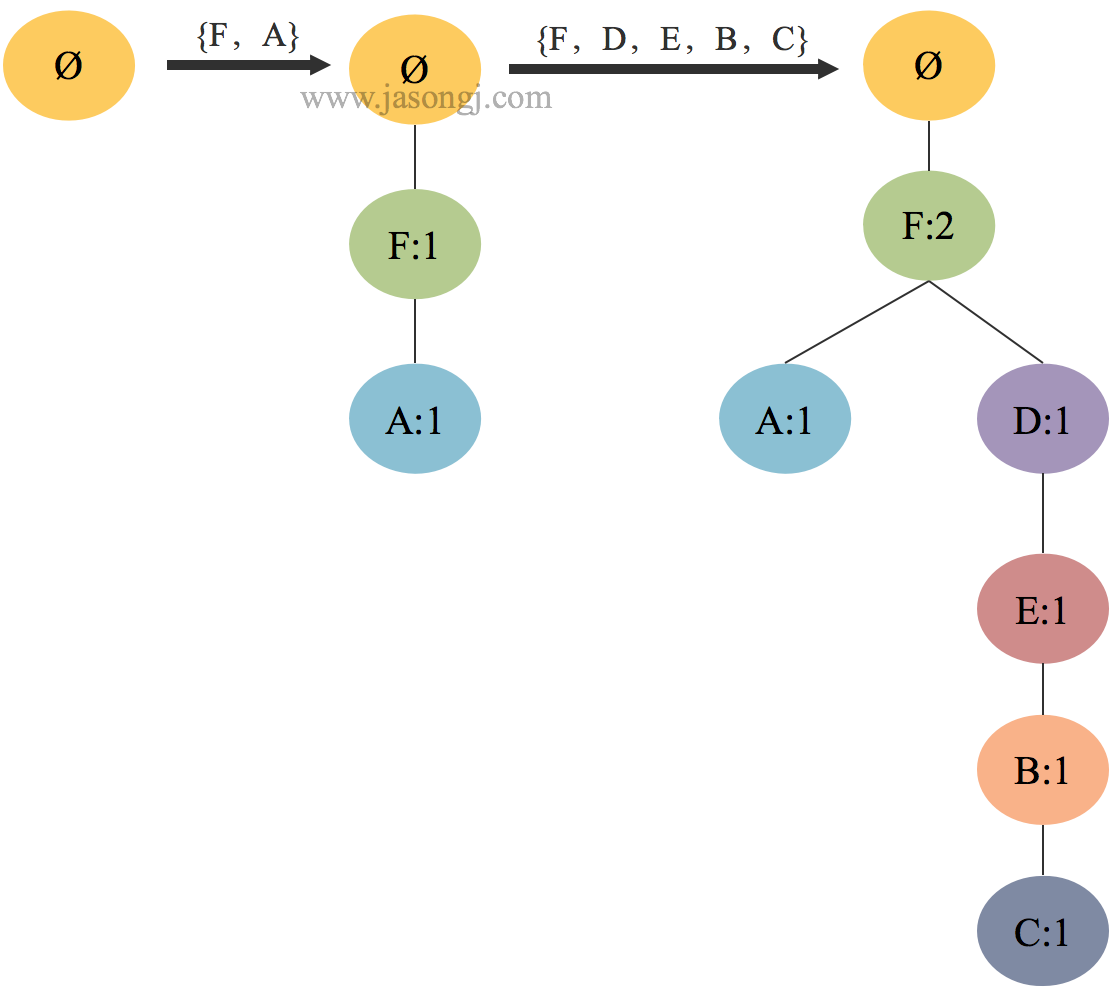 {F, A}
{F, D, E, B, C}
Ø
Ø
Ø
www.jasongj.com
F:1
F:2
A:1
A:1
D:1
E:1
B:1
C:1